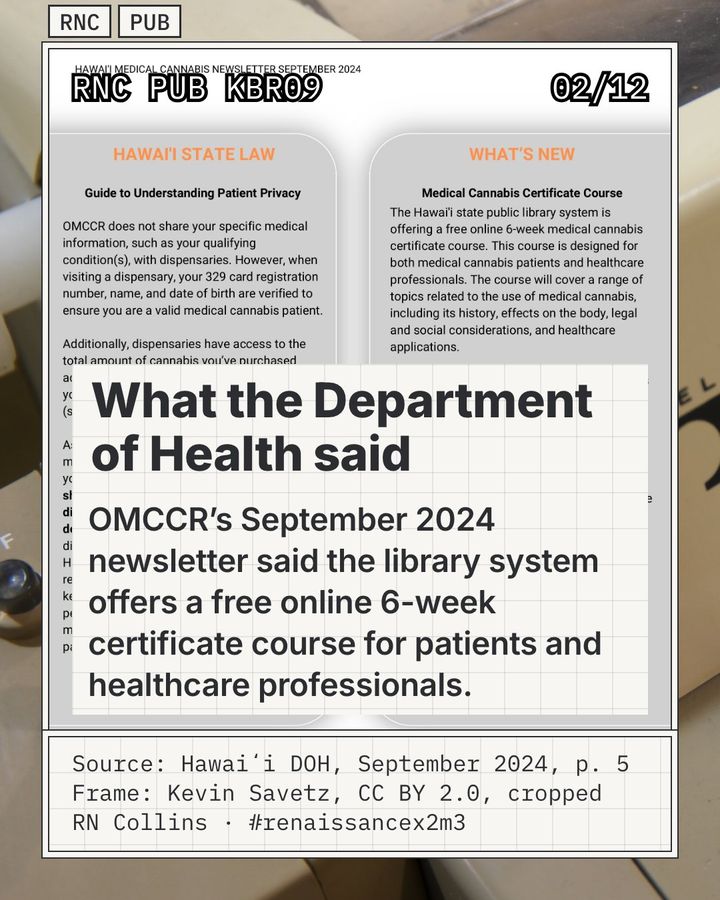 RNC PUB
HAWAI'I MEDICAL CANNABIS NEWSLETTER SEPTEMBER 2024
RNC PUB KBR09
02/12
HAWAI'I STATE LAW
Guide to Understanding Patient Privacy
OMCCR does not share your specific medical
information, such as your qualifying
condition(s), with dispensaries. However, when
visiting a dispensary, your 329 card registration
number, name, and date of birth are verified to
ensure you are a valid medical cannabis patient.
Additionally, dispensaries have access to the
total amount of cannabis you've purchased
WHAT'S NEW
Medical Cannabis Certificate Course
The Hawai'i state public library system is
offering a free online 6-week medical cannabis
certificate course. This course is designed for
both medical cannabis patients and healthcare
professionals. The course will cover a range of
topics related to the use of medical cannabis,
including its history, effects on the body, legal
and social considerations, and healthcare
applications.
What the Department
of Health said
OMCCR's September 2024
newsletter said the library system
offers a free online 6-week
certificate course for patients and
healthcare professionals.
Source: Hawaiʻi DOH, September 2024, p. 5
Frame: Kevin Savetz, CC BY 2.0, cropped
RN Collins · #renaissancex2m3